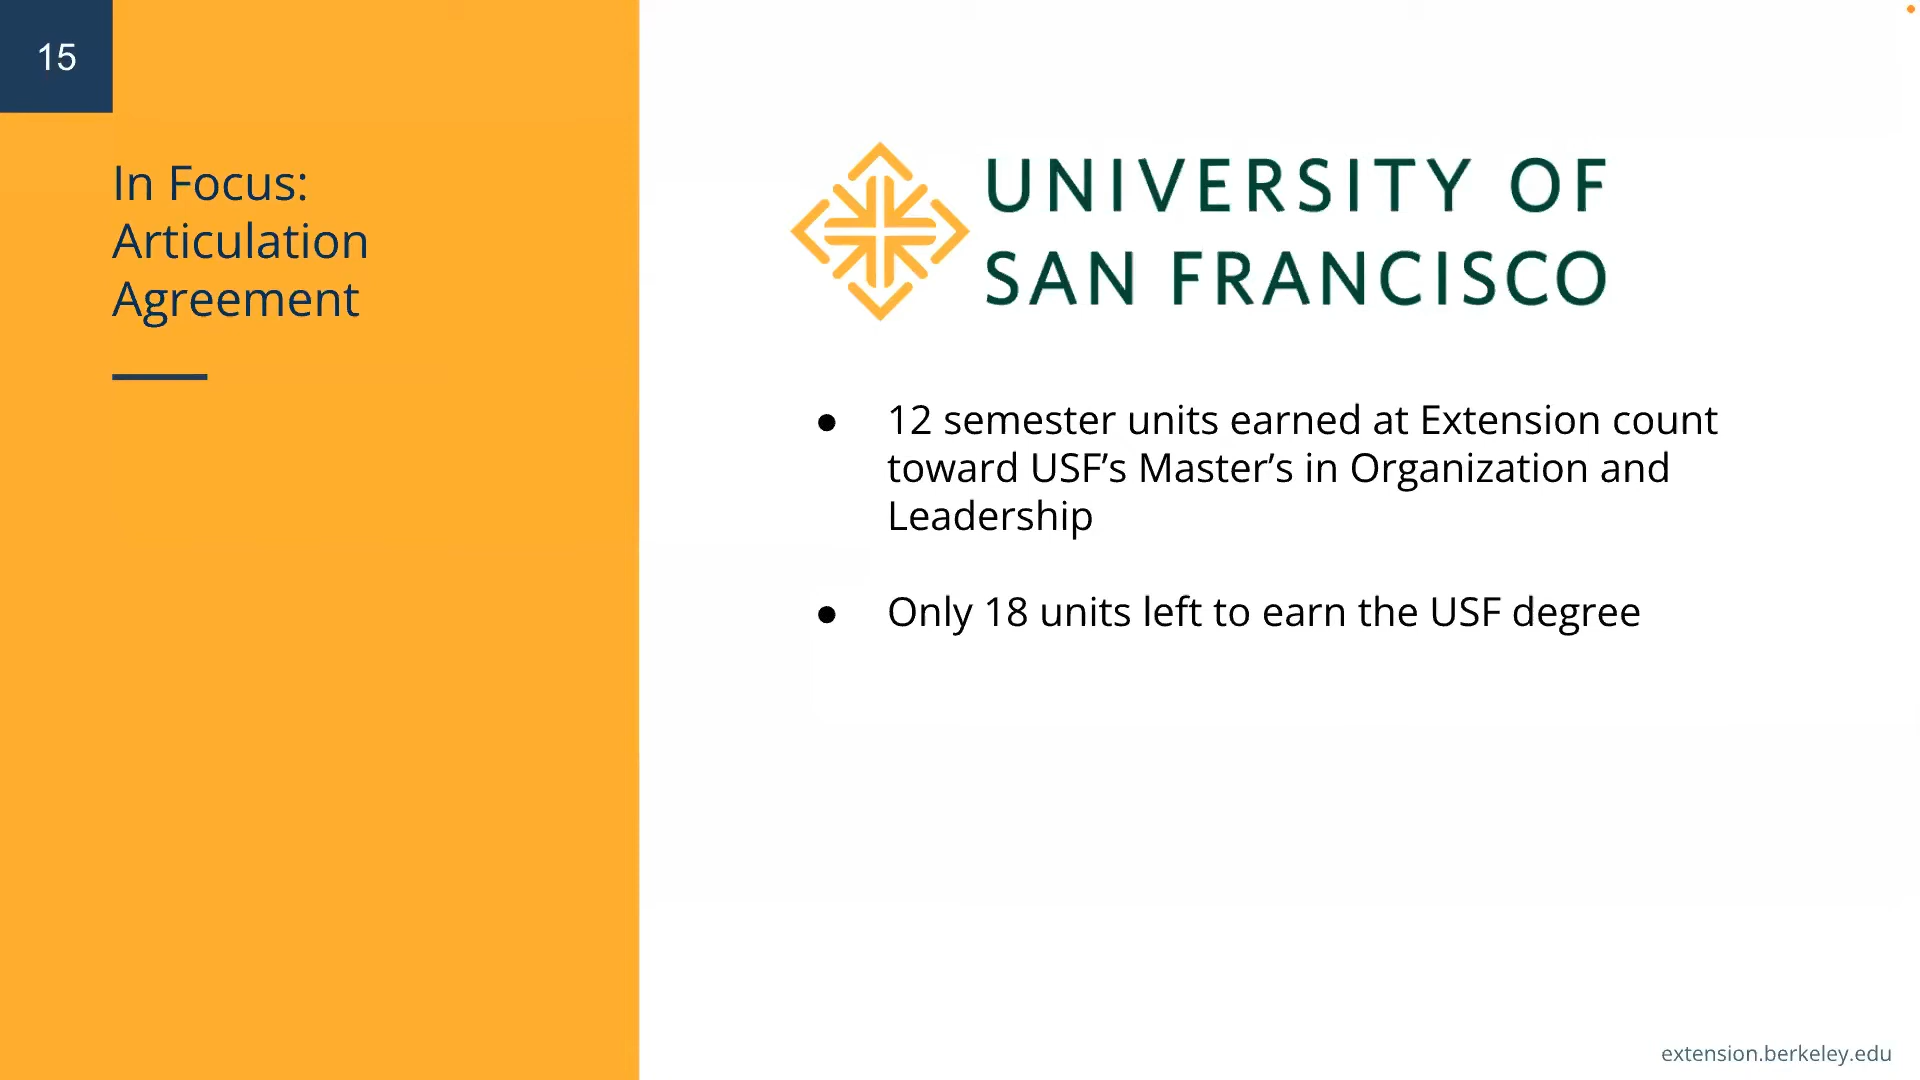 15
In Focus:
Articulation
Agreement
UNIVERSITY OF
SAN FRANCISCO
● 12 semester units earned at Extension count
toward USF’s Master’s in Organization and
Leadership
● Only 18 units left to earn the USF degree
extension.berkeley.edu